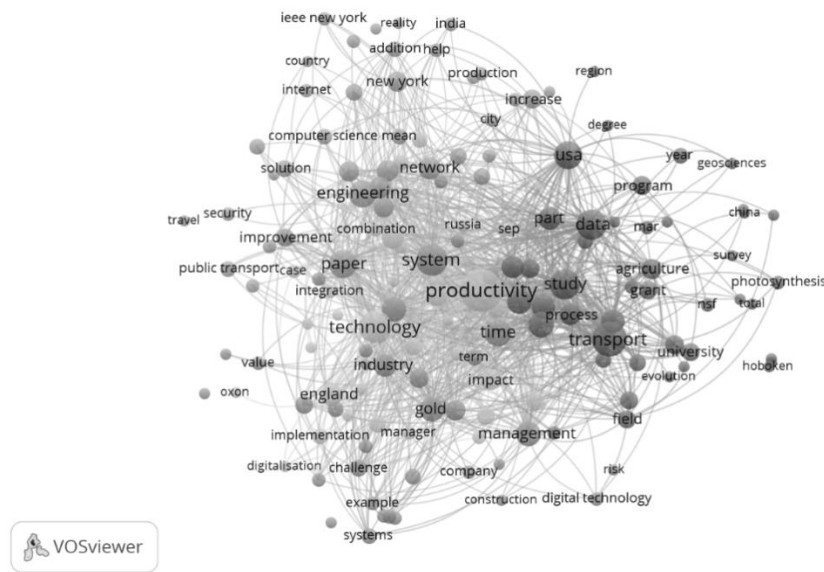 ieee new york
reality
india
addition
help
country
new york
production
region
internet
increase
city
degree
computer science
mean
usa
year
geosciences
solution
network
program
engineering
travel
security
combination
russia
sep
part
data
mar
china
improvement
survey
public transport
case
paper
system
agriculture
photosynthesis
integration
productivity
study
grant
nsf
total
technology
time
process
transport
term
university
value
industry
impact
evolution
hoboken
oxon
england
gold
field
implementation
manager
management
digitalisation
challenge
company
risk
example
construction
digital technology
systems
VOSviewer